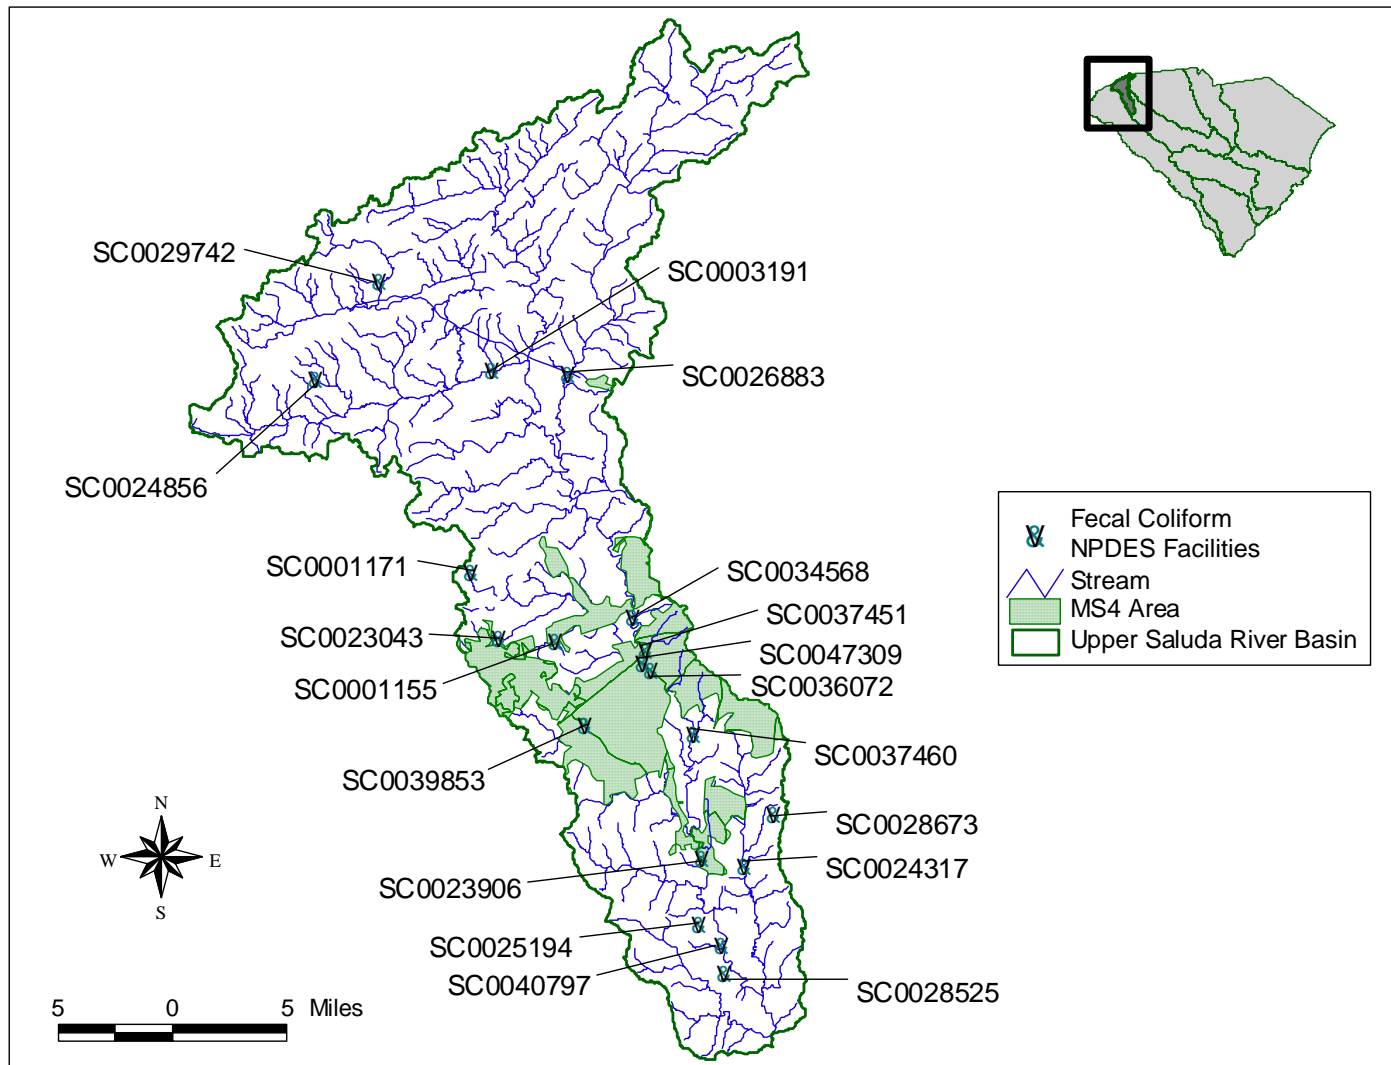 SC0029742
SC0003191
SC0026883
SC0024856
Fecal Coliform
NPDES Facilities
Stream
MS4 Area
Upper Saluda River Basin
SC0001171
SC0034568
SC0037451
SC0023043
SC0047309
SC0001155
SC0036072
SC0037460
SC0039853
SC0028673
SC0024317
SC0023906
SC0025194
SC0040797
SC0028525
N
W E
S
5 0 5 Miles